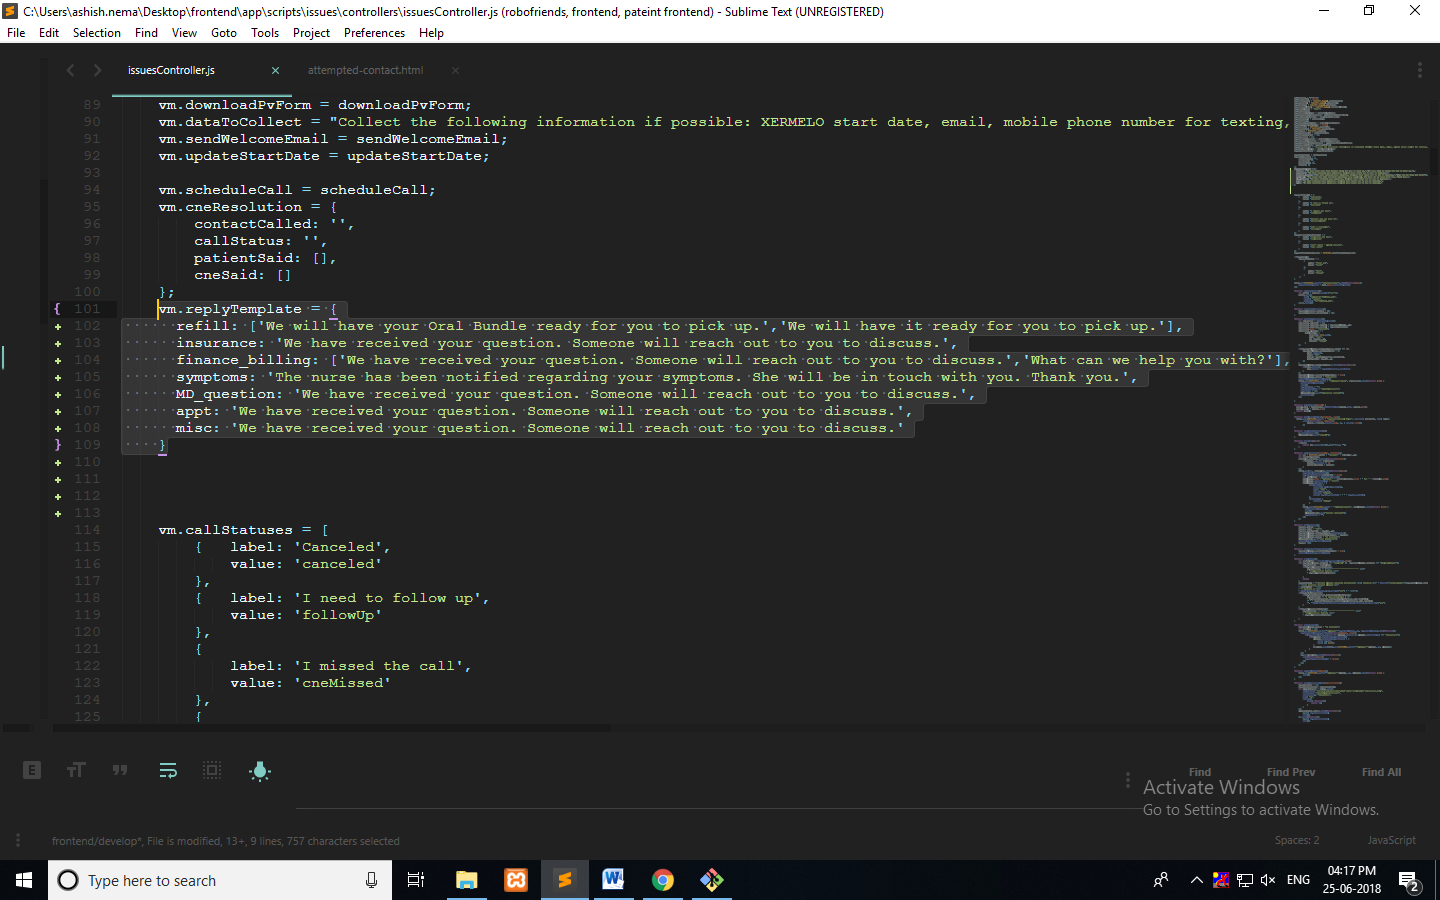 C:\Users\ashish.nema\Desktop\frontend\app\scripts\issues\controllers\issuesController.js (robofriends, frontend, pateint frontend) - Sublime Text (UNREGISTERED)
File Edit Selection Find View Goto Tools Project Preferences Help
issuesController.js × attempted-contact.html ×
89 vm.downloadPvForm = downloadPvForm;
90 vm.dataToCollect = "Collect the following information if possible: XERMELO start date, email, mobile phone number for texting,
91 vm.sendWelcomeEmail = sendWelcomeEmail;
92 vm.updateStartDate = updateStartDate;
93
94 vm.scheduleCall = scheduleCall;
95 vm.cneResolution = {
96 contactCalled: '',
97 callStatus: '',
98 patientSaid: [],
99 cneSaid: []
100 };
{ 101 vm.replyTemplate = {
+ 102 refill: ['We will have your Oral Bundle ready for you to pick up.','We will have it ready for you to pick up.'],
+ 103 insurance: 'We have received your question. Someone will reach out to you to discuss.',
+ 104 finance_billing: ['We have received your question. Someone will reach out to you to discuss.','What can we help you with?'],
+ 105 symptoms: 'The nurse has been notified regarding your symptoms. She will be in touch with you. Thank you.',
+ 106 MD_question: 'We have received your question. Someone will reach out to you to discuss.',
+ 107 appt: 'We have received your question. Someone will reach out to you to discuss.',
+ 108 misc: 'We have received your question. Someone will reach out to you to discuss.'
} 109 }
+ 110
+ 111
+ 112
+ 113
114 vm.callStatuses = [
115 { label: 'Canceled',
116 value: 'canceled'
117 },
118 { label: 'I need to follow up',
119 value: 'followUp'
120 },
121 {
122 label: 'I missed the call',
123 value: 'cneMissed'
124 },
125 {
Find Find Prev Find All
Activate Windows
Go to Settings to activate Windows.
frontend/develop*, File is modified, 13+, 9 lines, 757 characters selected Spaces: 2 JavaScript
Type here to search ENG 04:17 PM
25-06-2018 2